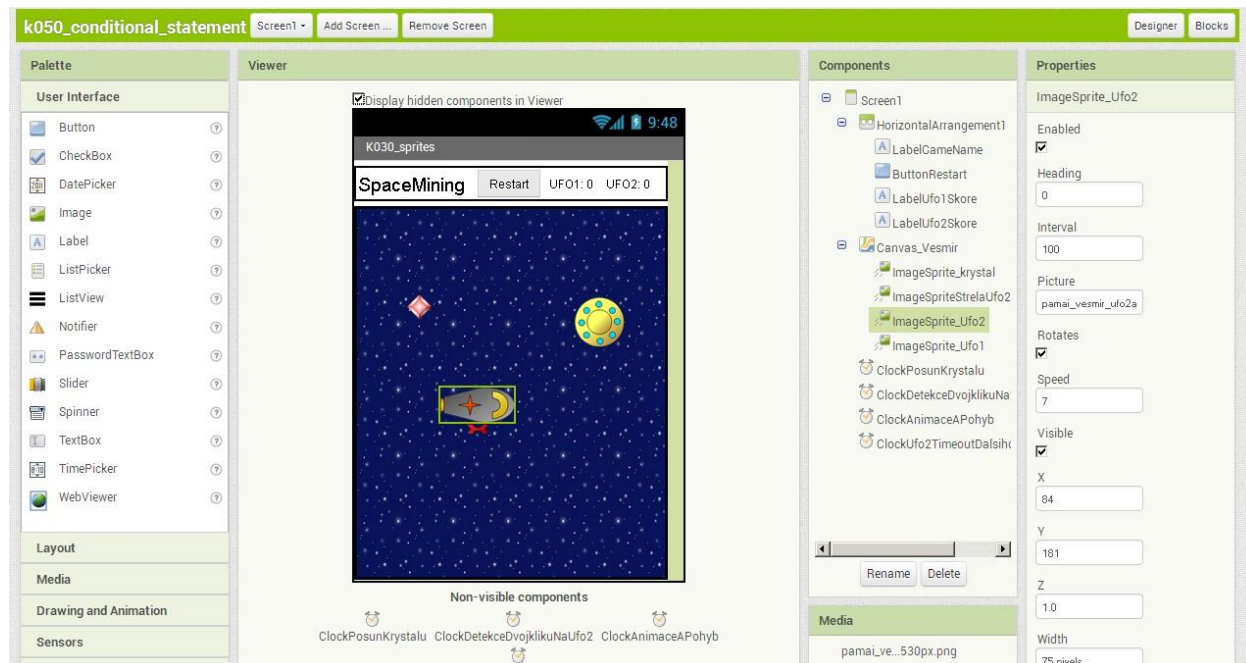 k050_conditional_statement Screen1 Add Screen ... Remove Screen Designer Blocks
Palette
User Interface
Button
CheckBox
DatePicker
Image
Label
ListPicker
ListView
Notifier
PasswordTextBox
Slider
Spinner
TextBox
TimePicker
WebViewer
Layout
Media
Drawing and Animation
Sensors
Viewer
Display hidden components in Viewer
9:48
K030_sprites
SpaceMining Restart UFO1: 0 UFO2: 0
Non-visible components
ClockPosunKrystalu ClockDetekceDvojklikuNaUfo2 ClockAnimaceAPohyb
Components
Screen1
HorizontalArrangement1
LabelCameName
ButtonRestart
LabelUfo1Skore
LabelUfo2Skore
Canvas_Vesmir
ImageSprite_krystal
ImageSpriteStrelaUfo2
ImageSprite_Ufo2
ImageSprite_Ufo1
ClockPosunKrystalu
ClockDetekceDvojklikuNa
ClockAnimaceAPohyb
ClockUfo2TimeoutDalsiho
Rename Delete
Media
pamai_ve...530px.png
Properties
ImageSprite_Ufo2
Enabled
Heading
0
Interval
100
Picture
pamai_vesmir_ufo2a
Rotates
Speed
7
Visible
X
84
Y
181
Z
1.0
Width
75 pixels